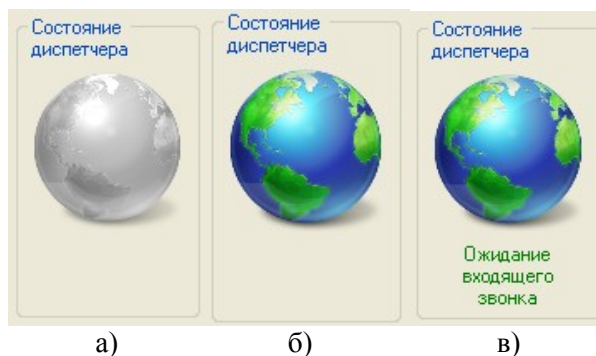 Состояние
диспетчера
Состояние
диспетчера
Состояние
диспетчера
Ожидание
входящего
звонка
а)
б)
в)